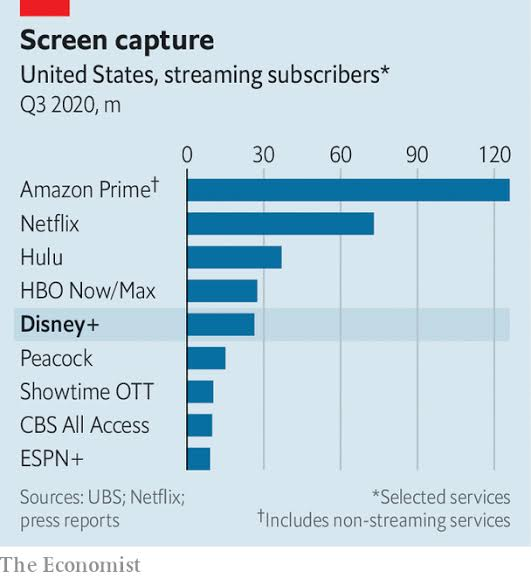 Screen capture
United States, streaming subscribers*
Q3 2020, m
0 30 60 90 120
Amazon Prime†
Netflix
Hulu
HBO Now/Max
Disney+
Peacock
Showtime OTT
CBS All Access
ESPN+
Sources: UBS; Netflix;
press reports
*Selected services
†Includes non-streaming services
The Economist